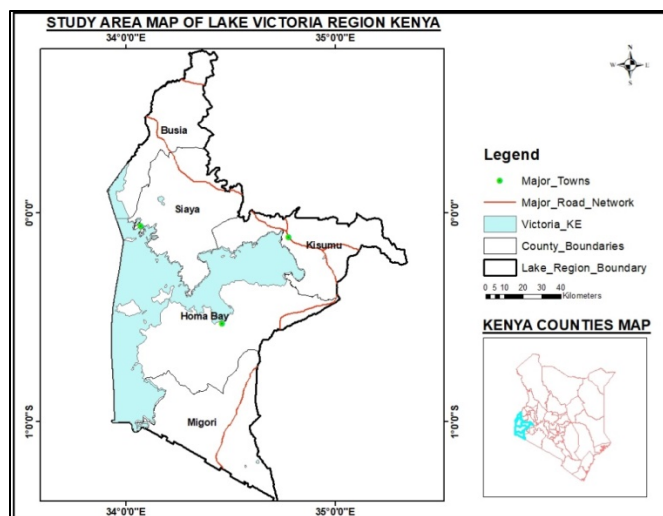 STUDY AREA MAP OF LAKE VICTORIA REGION KENYA
34°0'0"E 35°0'0"E
N
W E
S
Busia
Siaya
Kisumu
Homa Bay
Migori
0°0'0"
0°0'0"
1°0'0"S
1°0'0"S
34°0'0"E 35°0'0"E
Legend
Major_Towns
Major_Road_Network
Victoria_KE
County_Boundaries
Lake_Region_Boundary
0 5 10 20 30 40
Kilometers
KENYA COUNTIES MAP